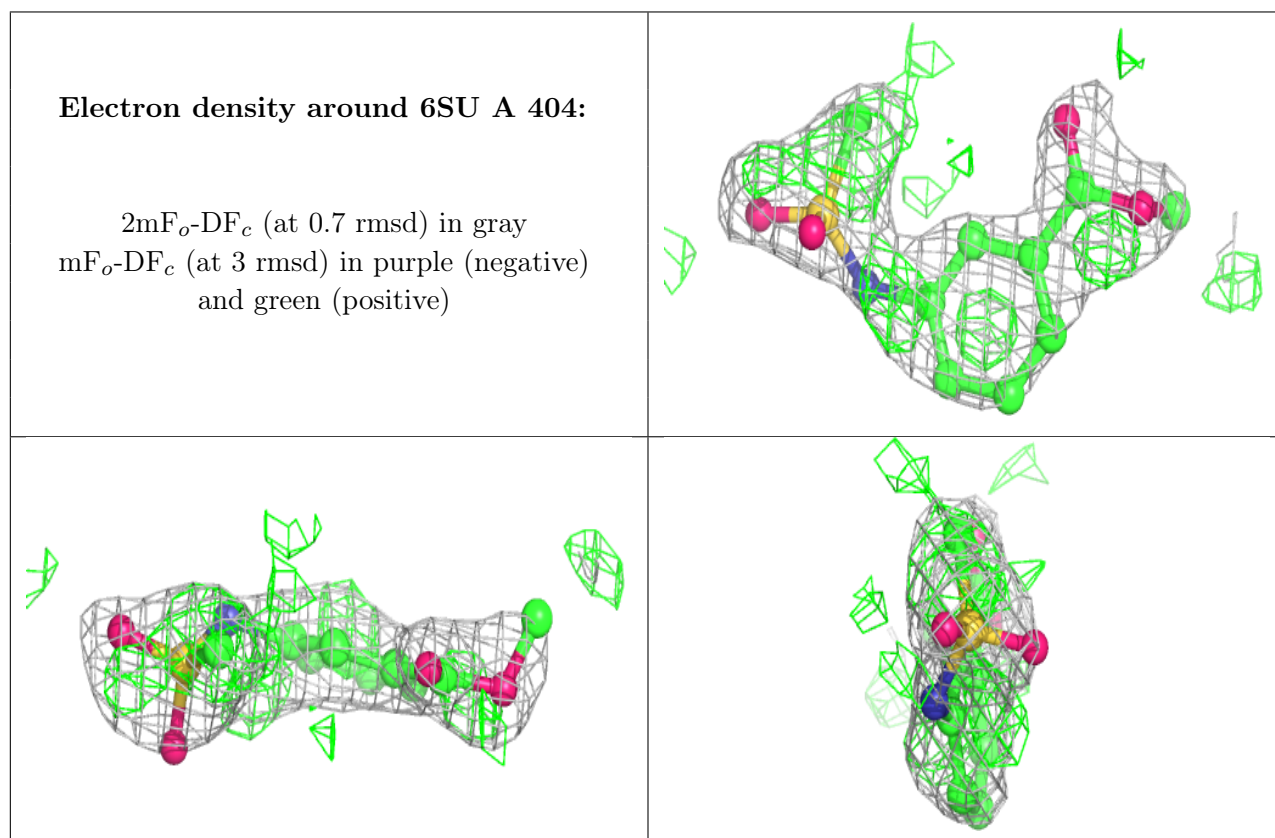 Electron density around 6SU A 404:
2mFo-DFc (at 0.7 rmsd) in gray
mFo-DFc (at 3 rmsd) in purple (negative)
and green (positive)